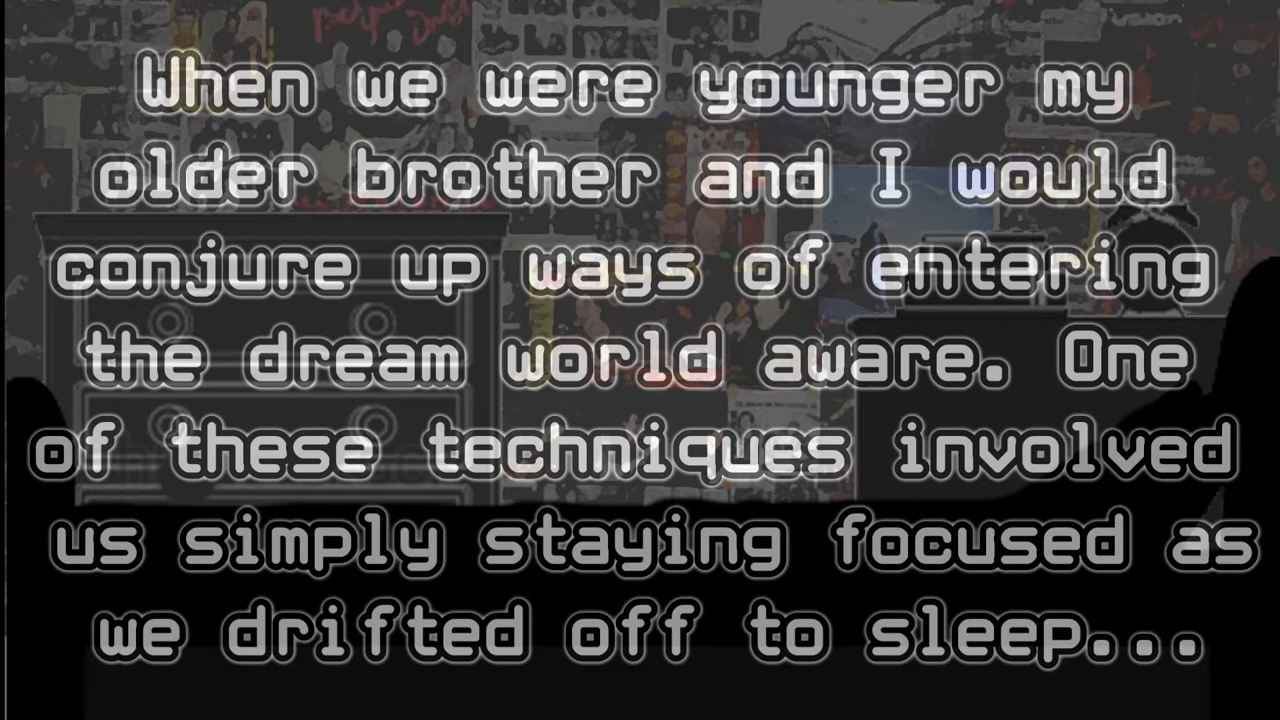 When we were younger my
older brother and I would
conjure up ways of entering
the dream world aware. One
of these techniques involved
us simply staying focused as
we drifted off to sleep...